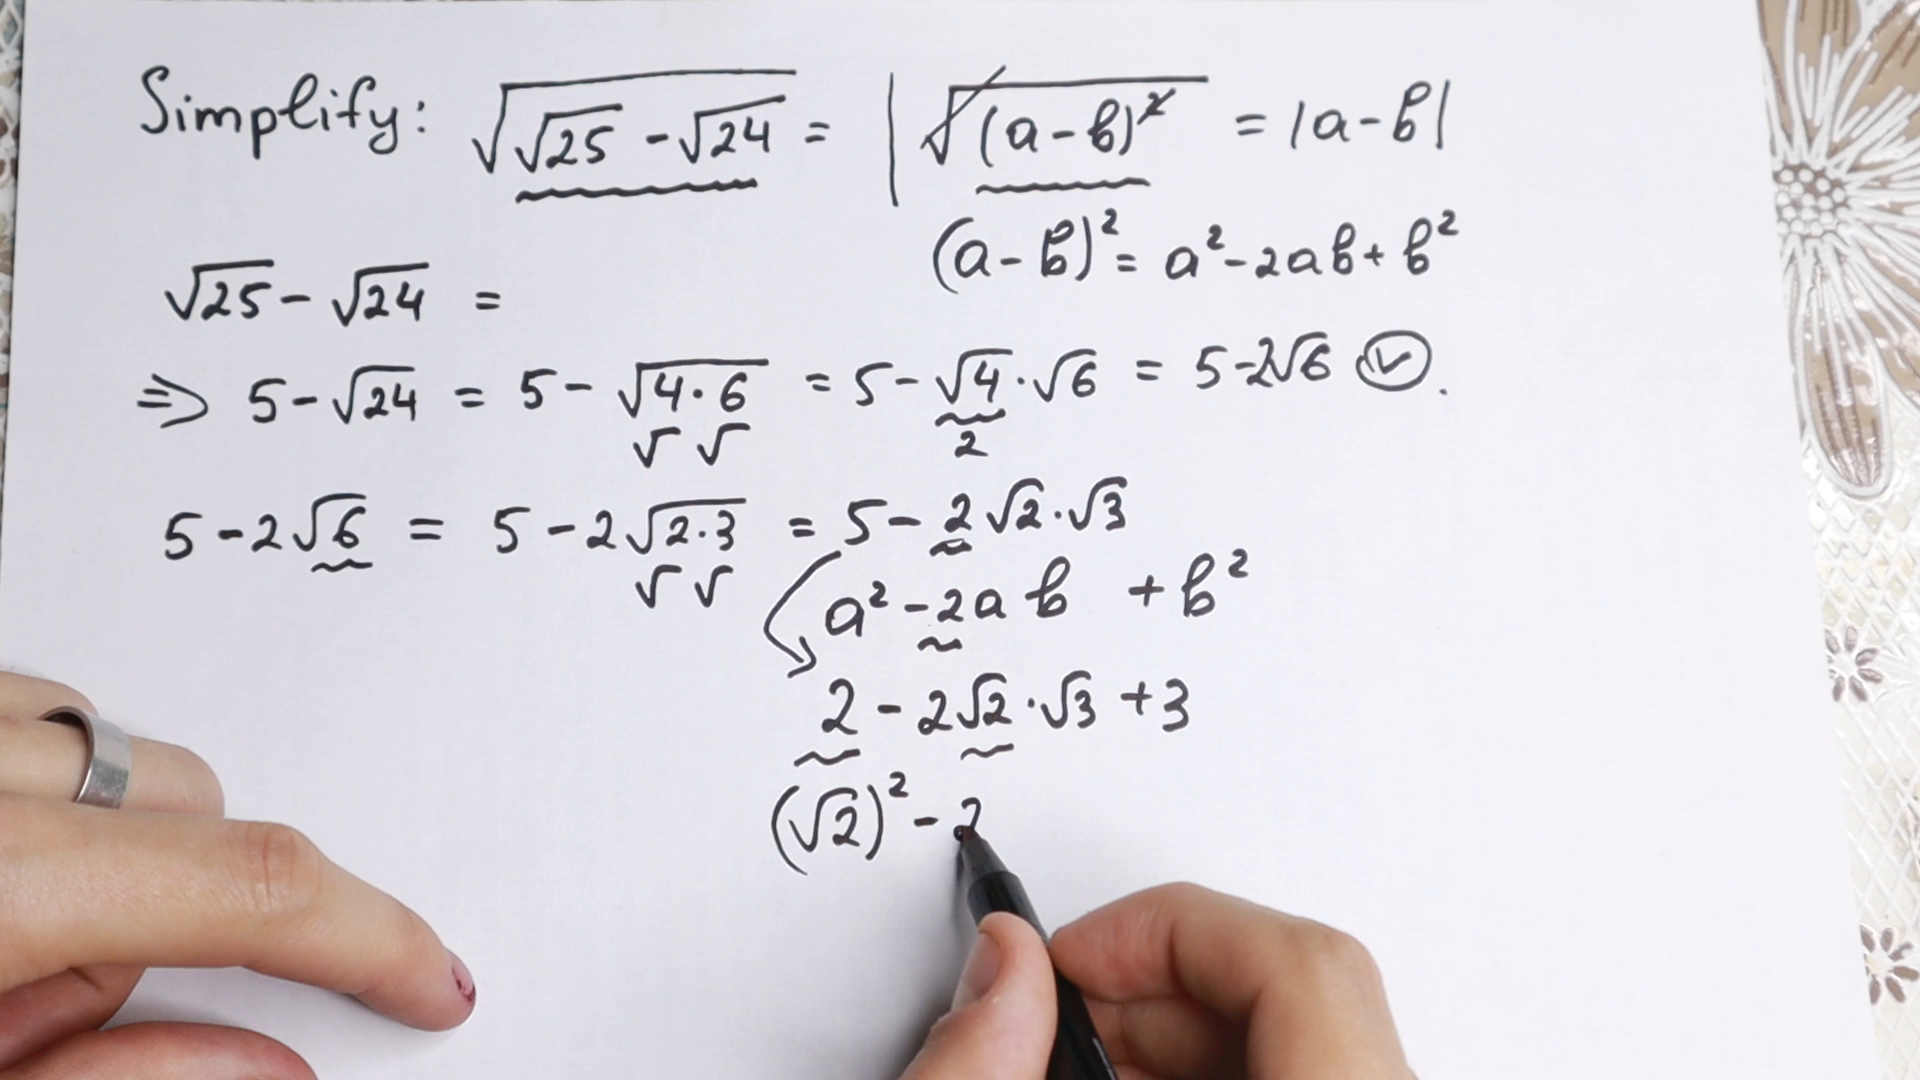 Simplify: √(√25 - √24) = | √(a-b)² = |a-b|
(a-b)² = a² - 2ab + b²
√25 - √24 =
⇒ 5 - √24 = 5 - √(4·6) = 5 - √4 · √6 = 5 - 2√6 ✓.
√ √ 2
5 - 2√6 = 5 - 2√(2·3) = 5 - 2√2 · √3
√ √ a² - 2ab + b²
2 - 2√2 · √3 + 3
(√2)² - 2